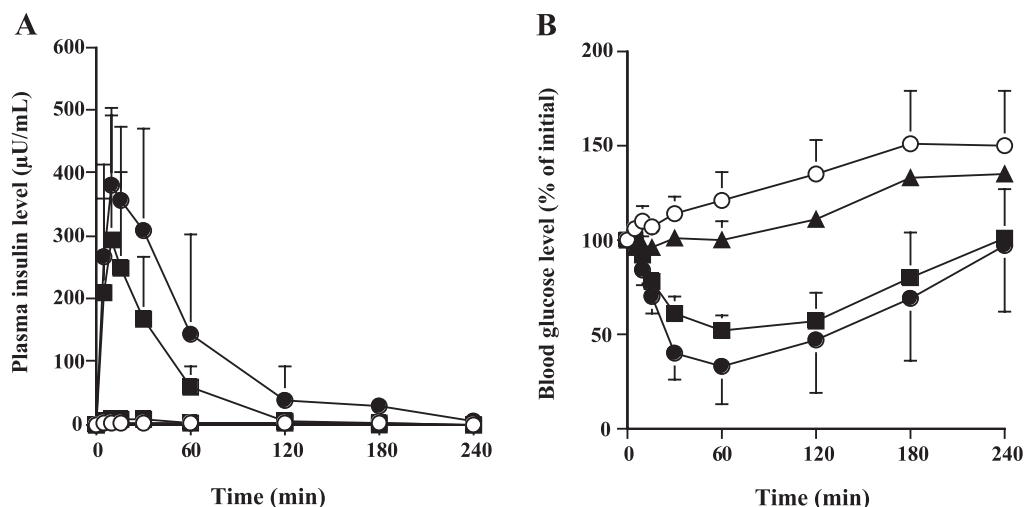 A
Plasma insulin level (μU/mL)
600
500
400
300
200
100
0
0 60 120 180 240
Time (min)
B
Blood glucose level (% of initial)
200
150
100
50
0
0 60 120 180 240
Time (min)